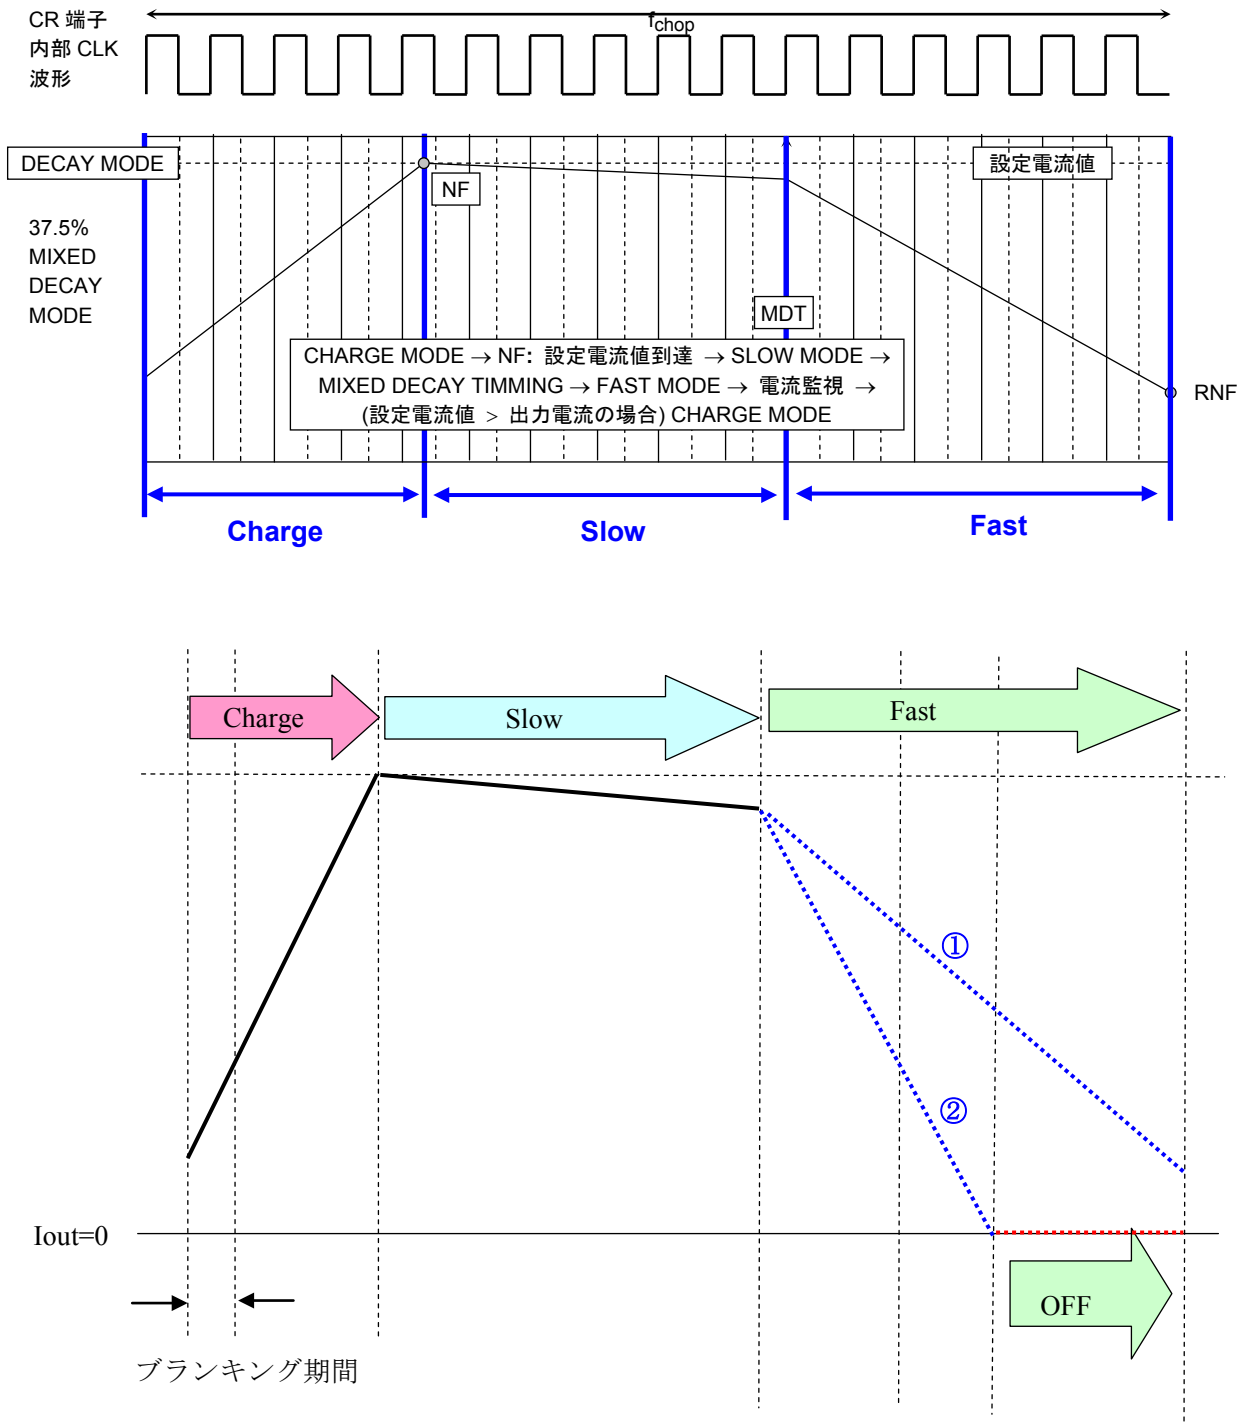 CR 端子
内部 CLK
波形
fchop
DECAY MODE
設定電流値
NF
37.5%
MIXED
DECAY
MODE
MDT
CHARGE MODE → NF: 設定電流値到達 → SLOW MODE →
MIXED DECAY TIMMING → FAST MODE → 電流監視 →
(設定電流値 > 出力電流の場合) CHARGE MODE
RNF
Charge
Slow
Fast
Charge
Slow
Fast
①
②
Iout=0
OFF
ブランキング期間